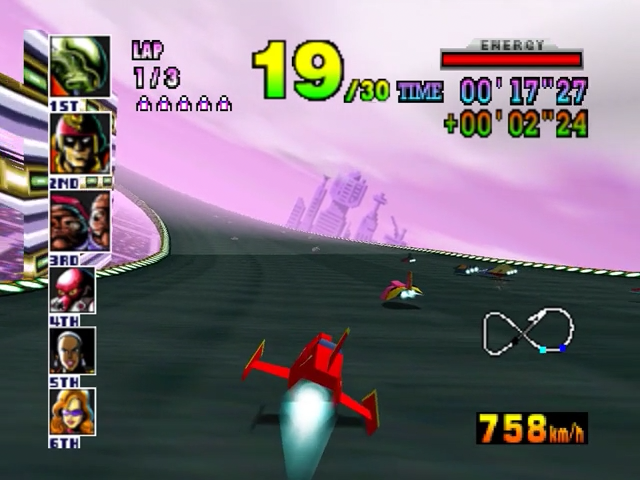 LAP
1/3
19/30
ENERGY
TIME 00'17"27
+00'02"24
1ST
2ND
3RD
4TH
5TH
6TH
758km/h